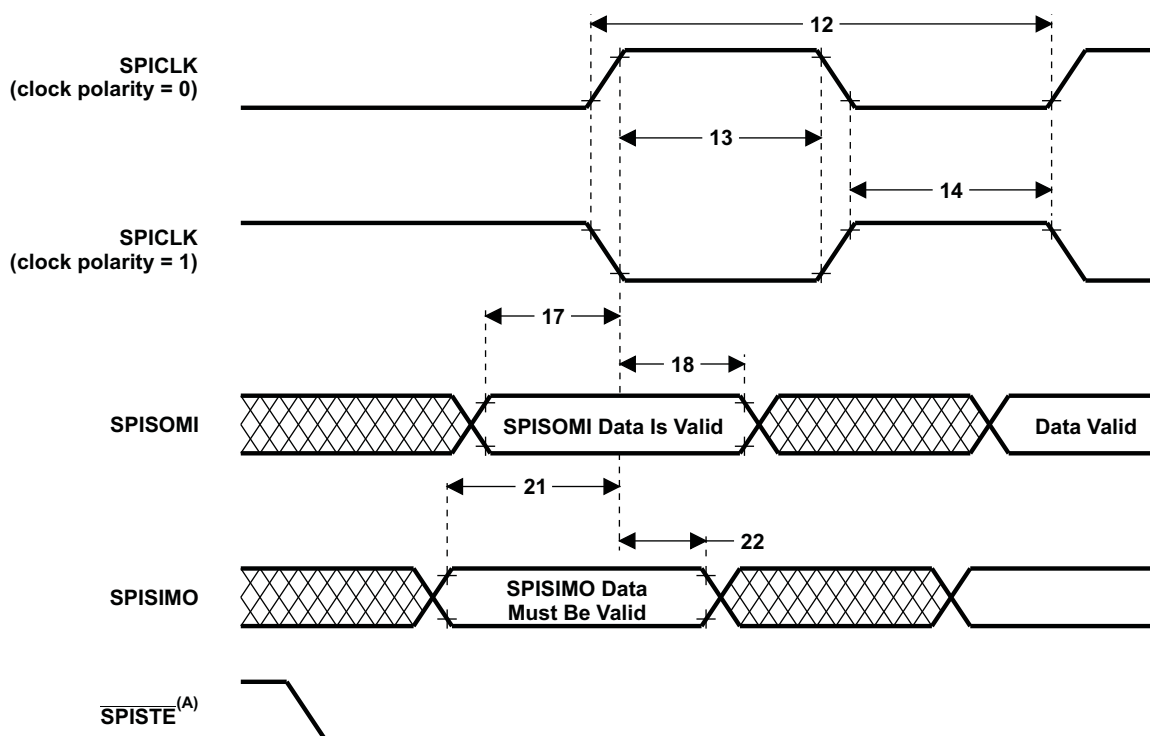 12
SPICLK
(clock polarity = 0)
13
14
SPICLK
(clock polarity = 1)
17
18
SPISOMI
SPISOMI Data Is Valid
Data Valid
21
22
SPISIMO
SPISIMO Data
Must Be Valid
SPISTE(A)